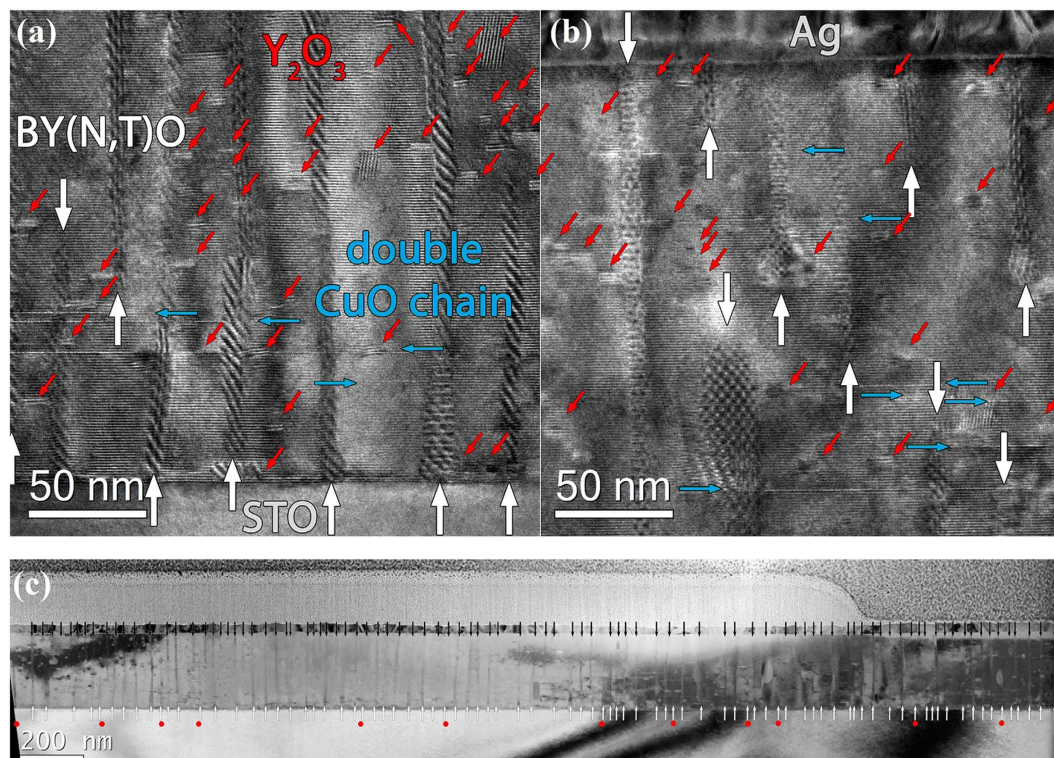 (a)
Y₂O₃
BY(N,T)O
double
CuO chain
50 nm
STO
(b)
Ag
50 nm
(c)
200 nm